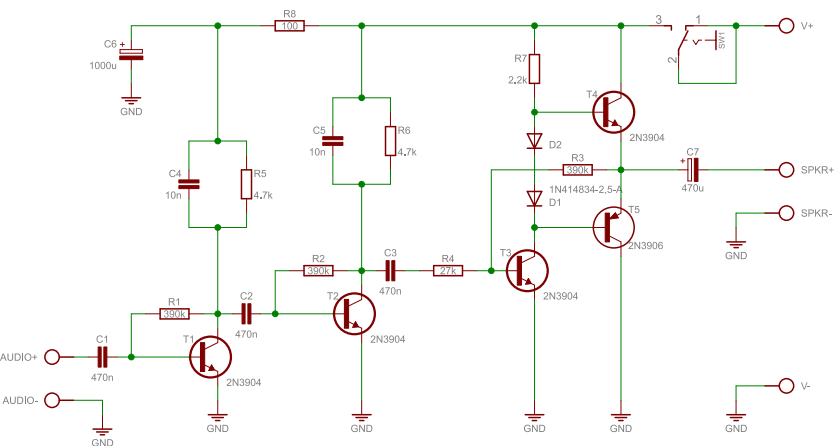 R8
100
3
1
V+
C6
+
1000u
SW1
2
GND
R7
2.2k
T4
2N3904
C5
10n
R6
4.7k
D2
C4
10n
R5
4.7k
R3
390k
C7
+
470u
SPKR+
1N414834-2,5-A
D1
T5
2N3906
SPKR-
GND
R2
390k
C3
470n
R4
27k
T3
2N3904
R1
390k
C2
470n
T2
2N3904
C1
470n
T1
2N3904
AUDIO+
AUDIO-
V-
GND
GND
GND
GND
GND
GND